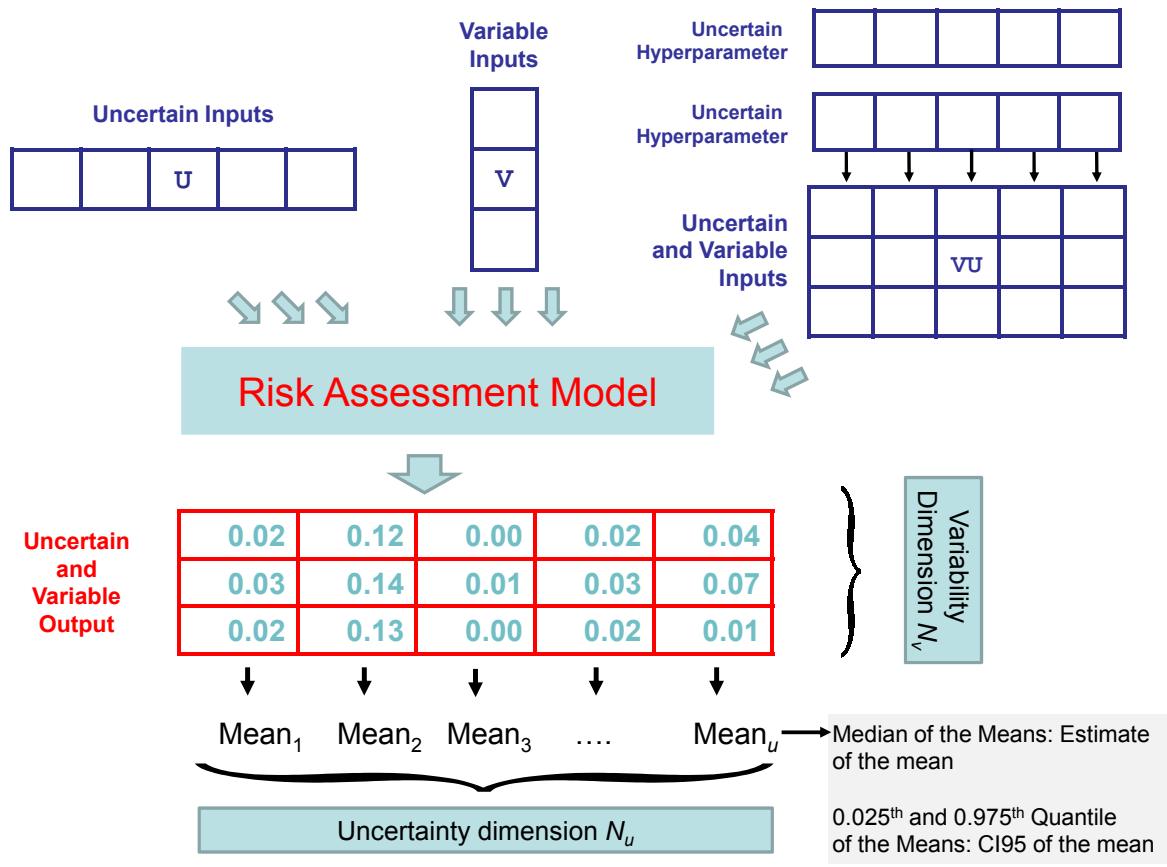 Variable
Inputs
Uncertain
Hyperparameter
Uncertain
Hyperparameter
Uncertain Inputs
U
V
Uncertain
and Variable
Inputs
VU
Risk Assessment Model
Uncertain
and
Variable
Output
0.02 0.12 0.00 0.02 0.04
0.03 0.14 0.01 0.03 0.07
0.02 0.13 0.00 0.02 0.01
Variability
Dimension Nv
Mean1 Mean2 Mean3 .... Meanu
Median of the Means: Estimate
of the mean
0.025th and 0.975th Quantile
of the Means: CI95 of the mean
Uncertainty dimension Nu